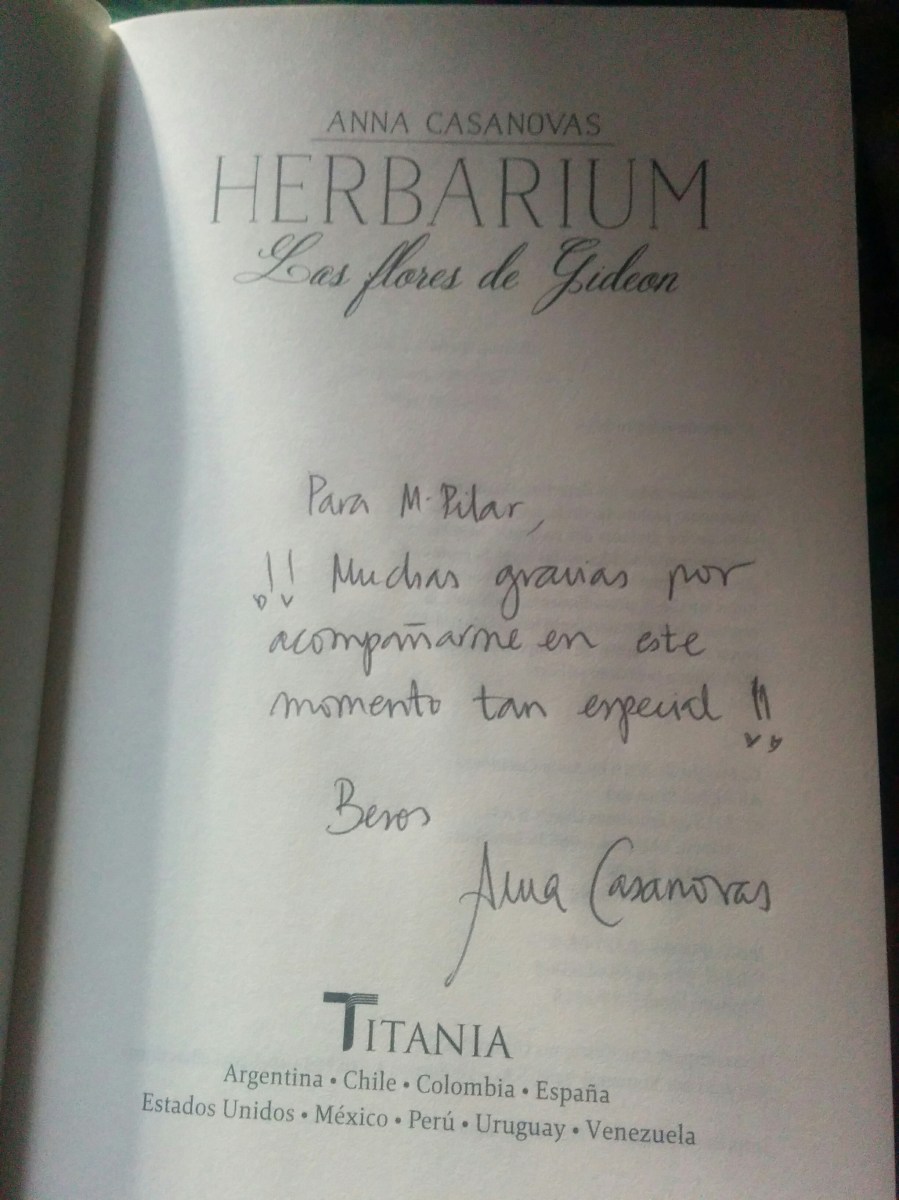 ANNA CASANOVAS
HERBARIUM
Las flores de Gideon
Para M. Pilar,
¡¡ Muchas gracias por
acompañarme en este
momento tan especial !!
Besos
Anna Casanovas
TITANIA
Argentina • Chile • Colombia • España
Estados Unidos • México • Perú • Uruguay • Venezuela